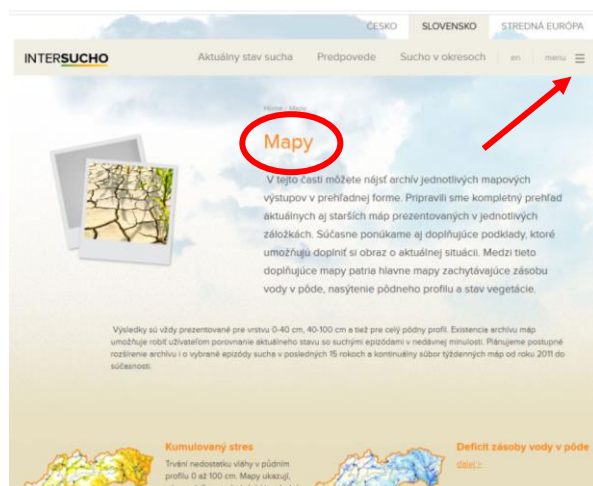 ČESKO SLOVENSKO STREDNÁ EURÓPA
INTERSUCHO Aktuálny stav sucha Predpovede Sucho v okresoch en menu
Home / Mapy
Mapy
V tejto časti môžete nájsť archív jednotlivých mapových
výstupov v prehľadnej forme. Pripravili sme kompletný prehľad
aktuálnych aj starších máp prezentovaných v jednotlivých
záložkách. Súčasne ponúkame aj doplňujúce podklady, ktoré
umožňujú doplniť si obraz o aktuálnej situácii. Medzi tieto
doplňujúce mapy patria hlavne mapy zachytávajúce zásobu
vody v pôde, nasýtenie pôdneho profilu a stav vegetácie.
Výsledky sú vždy prezentované pre vrstvu 0-40 cm, 40-100 cm a tiež pre celý pôdny profil. Existencia archívu máp
umožňuje robiť užívateľom porovnanie aktuálneho stavu so suchými epizódami v nedávnej minulosti. Plánujeme postupné
rozšírenie archívu i o vybrané epizódy sucha v posledných 15 rokoch a kontinuálny súbor týždenných máp od roku 2011 do
súčasnosti.
Kumulovaný stres
Trvání nedostatku vláhy v půdním
profilu 0 až 100 cm. Mapy ukazují,
Deficit zásoby vody v pôde
ďalej >